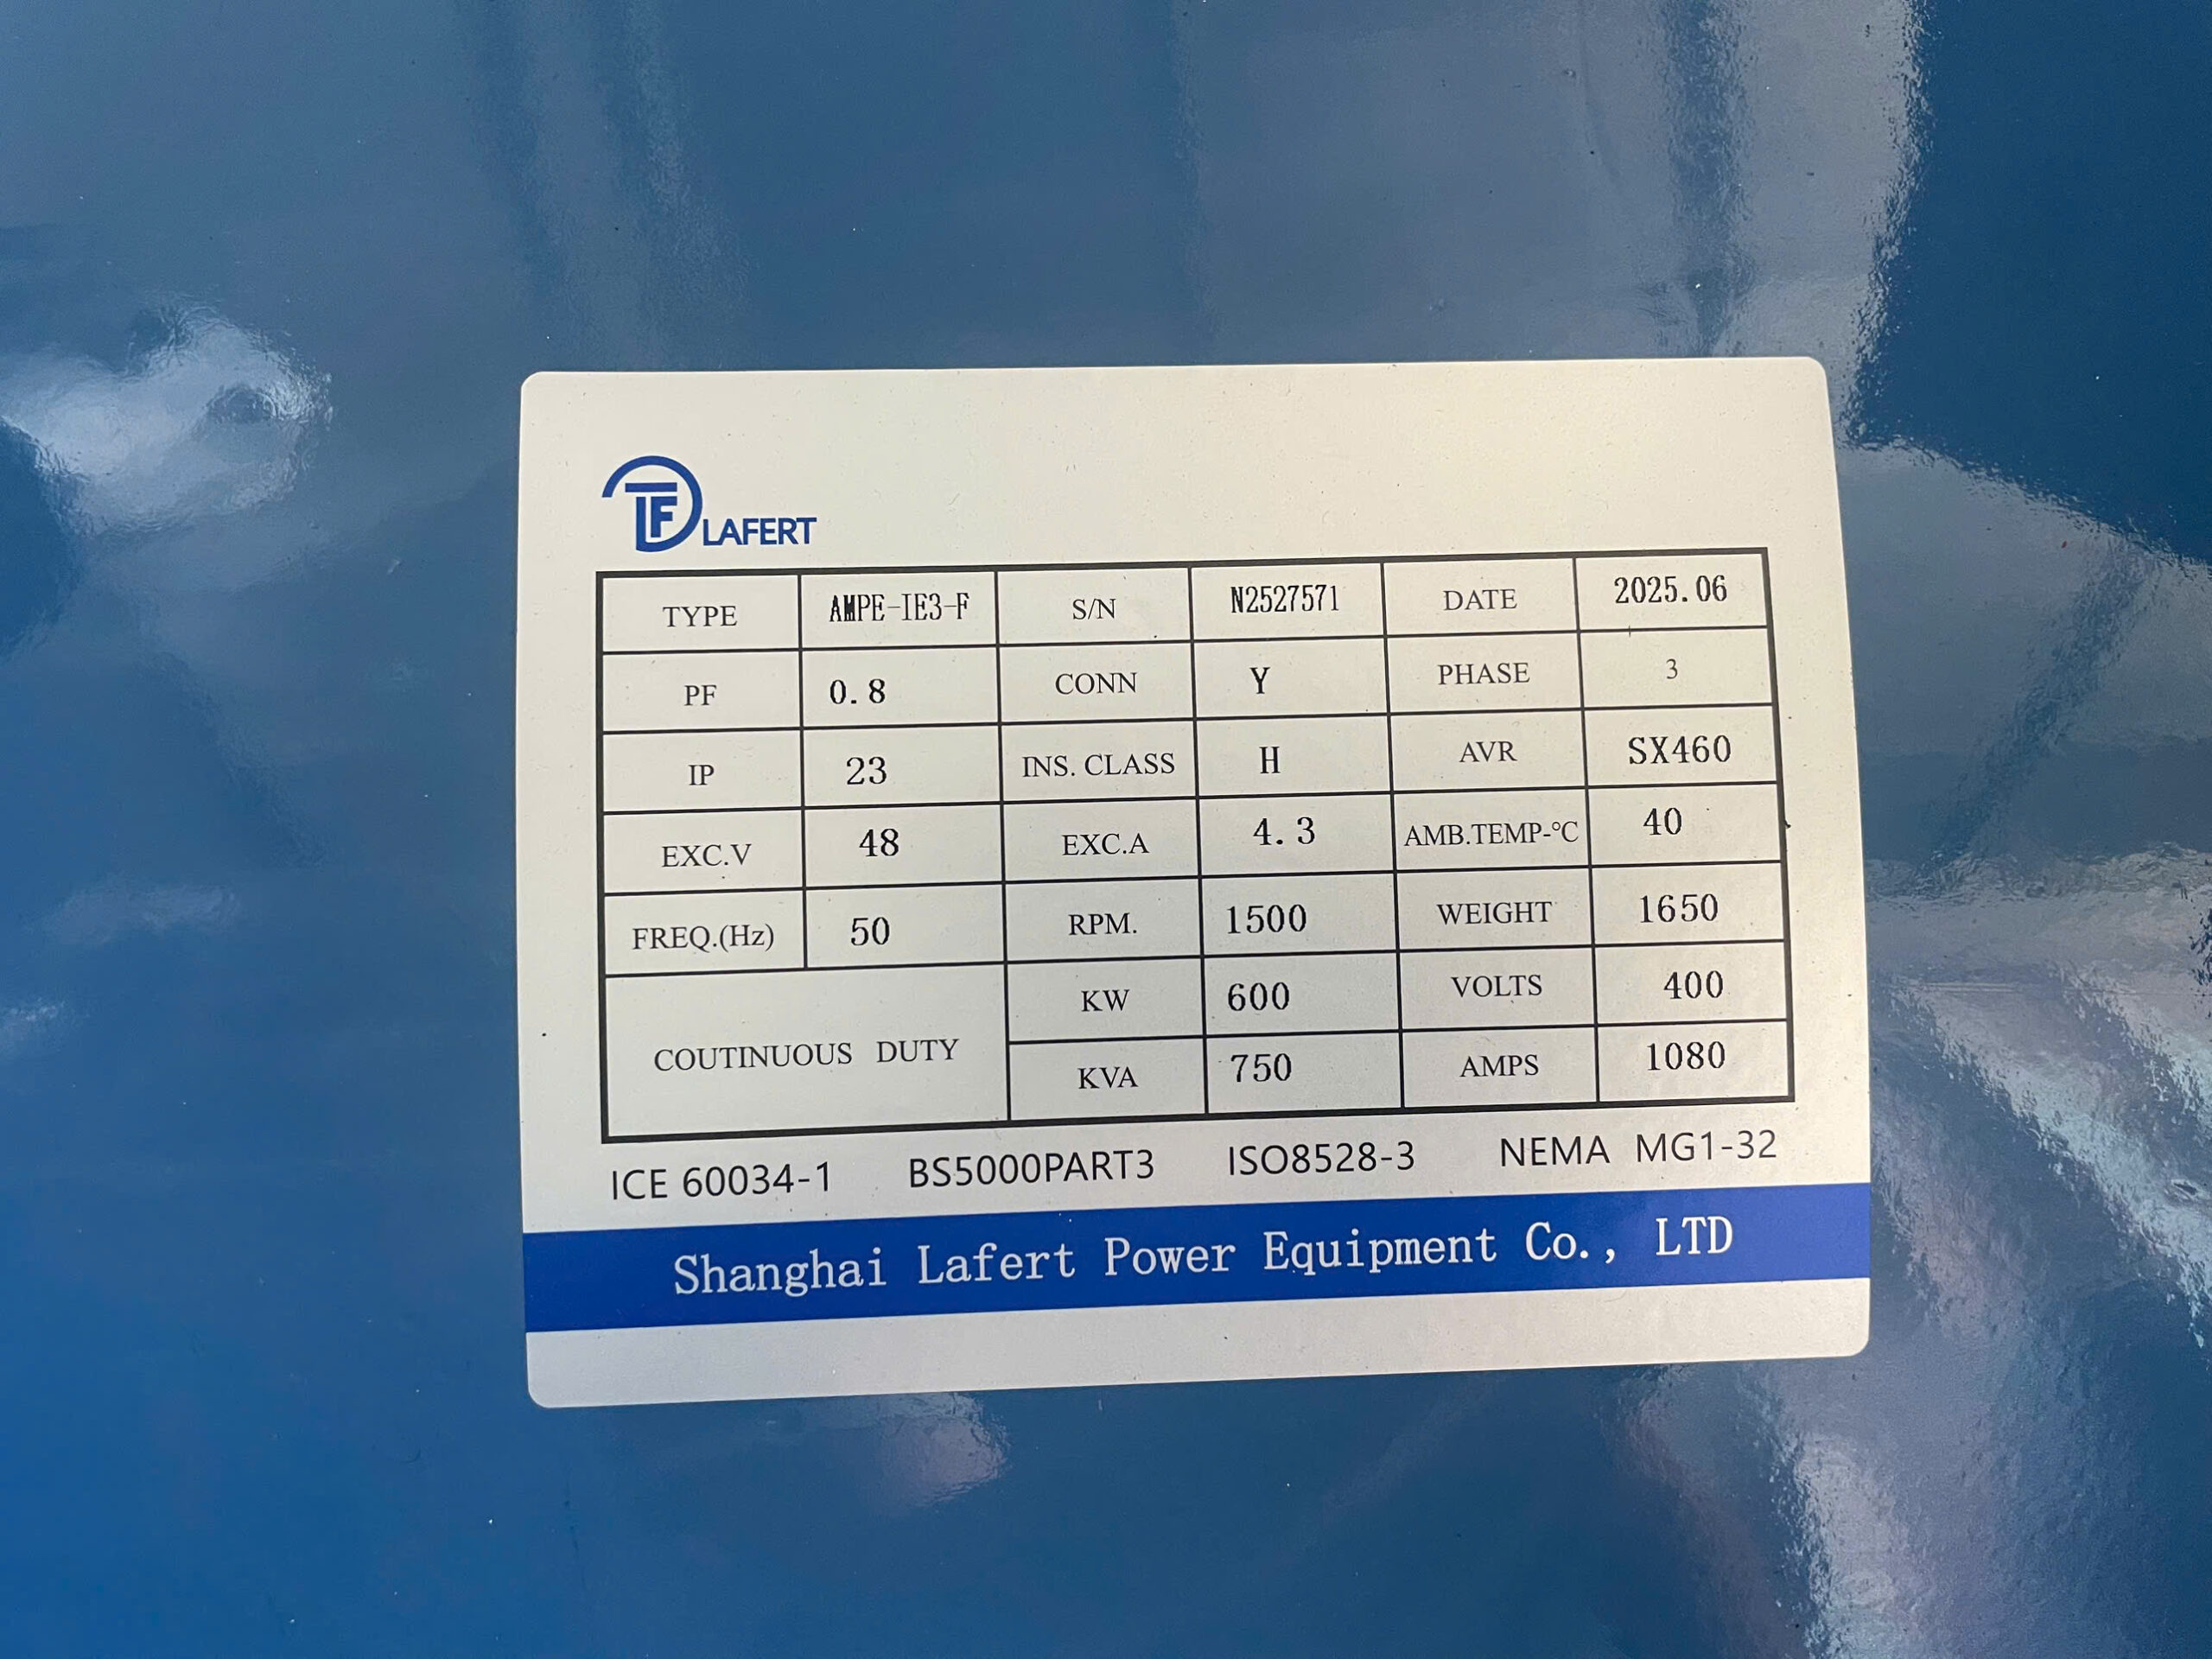 LAFERT
TYPE AMPE-IE3-F S/N N2527571 DATE 2025.06
PF 0.8 CONN Y PHASE 3
IP 23 INS. CLASS H AVR SX460
EXC.V 48 EXC.A 4.3 AMB.TEMP-℃ 40
FREQ.(Hz) 50 RPM. 1500 WEIGHT 1650
COUTINUOUS DUTY KW 600 VOLTS 400
KVA 750 AMPS 1080
ICE 60034-1 BS5000PART3 ISO8528-3 NEMA MG1-32
Shanghai Lafert Power Equipment Co., LTD